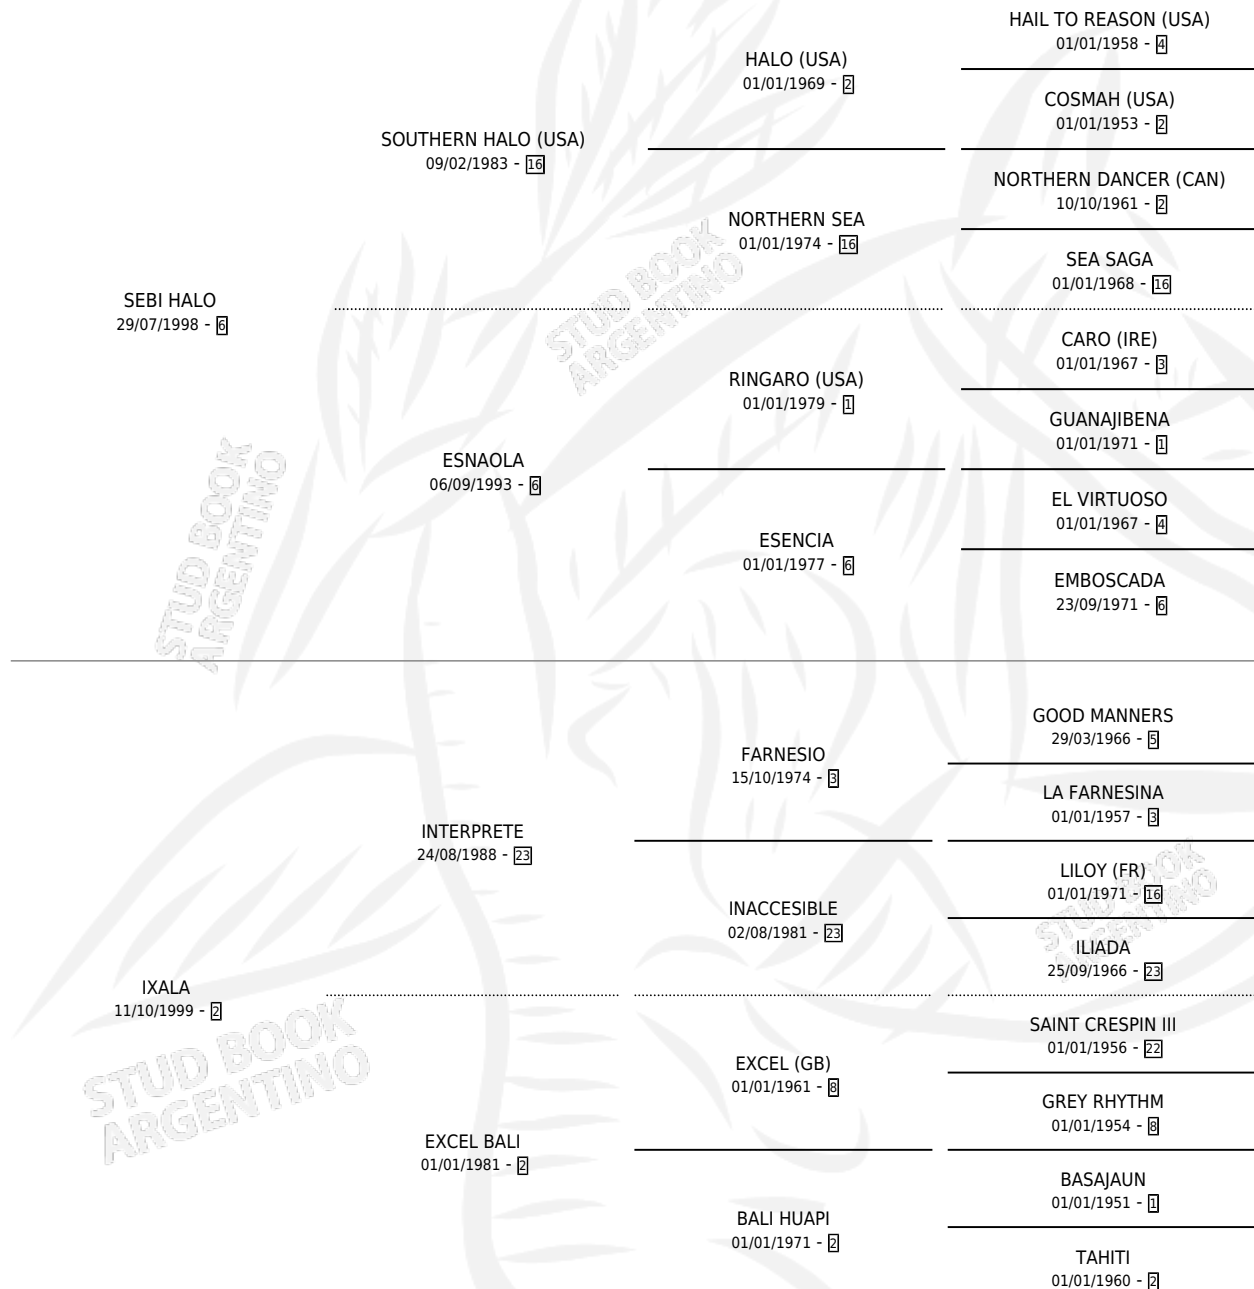 HAIL TO REASON (USA)
01/01/1958 - 4
HALO (USA)
01/01/1969 - 2
COSMAH (USA)
01/01/1953 - 2
SOUTHERN HALO (USA)
09/02/1983 - 16
NORTHERN DANCER (CAN)
10/10/1961 - 2
NORTHERN SEA
01/01/1974 - 16
SEA SAGA
01/01/1968 - 16
SEBI HALO
29/07/1998 - 6
CARO (IRE)
01/01/1967 - 3
RINGARO (USA)
01/01/1979 - 1
GUANAJIBENA
01/01/1971 - 1
ESNAOLA
06/09/1993 - 6
EL VIRTUOSO
01/01/1967 - 4
ESENCIA
01/01/1977 - 6
EMBOSCADA
23/09/1971 - 6
GOOD MANNERS
29/03/1966 - 5
FARNESIO
15/10/1974 - 3
LA FARNESINA
01/01/1957 - 3
INTERPRETE
24/08/1988 - 23
LILOY (FR)
01/01/1971 - 16
INACCESIBLE
02/08/1981 - 23
ILIADA
25/09/1966 - 23
IXALA
11/10/1999 - 2
SAINT CRESPIN III
01/01/1956 - 22
EXCEL (GB)
01/01/1961 - 8
GREY RHYTHM
01/01/1954 - 8
EXCEL BALI
01/01/1981 - 2
BASAJAUN
01/01/1951 - 1
BALI HUAPI
01/01/1971 - 2
TAHITI
01/01/1960 - 2
STUD BOOK
ARGENTINO
STUD BOOK
ARGENTINO
STUD BOOK
ARGENTINO
STUD BOOK
ARGENTINO